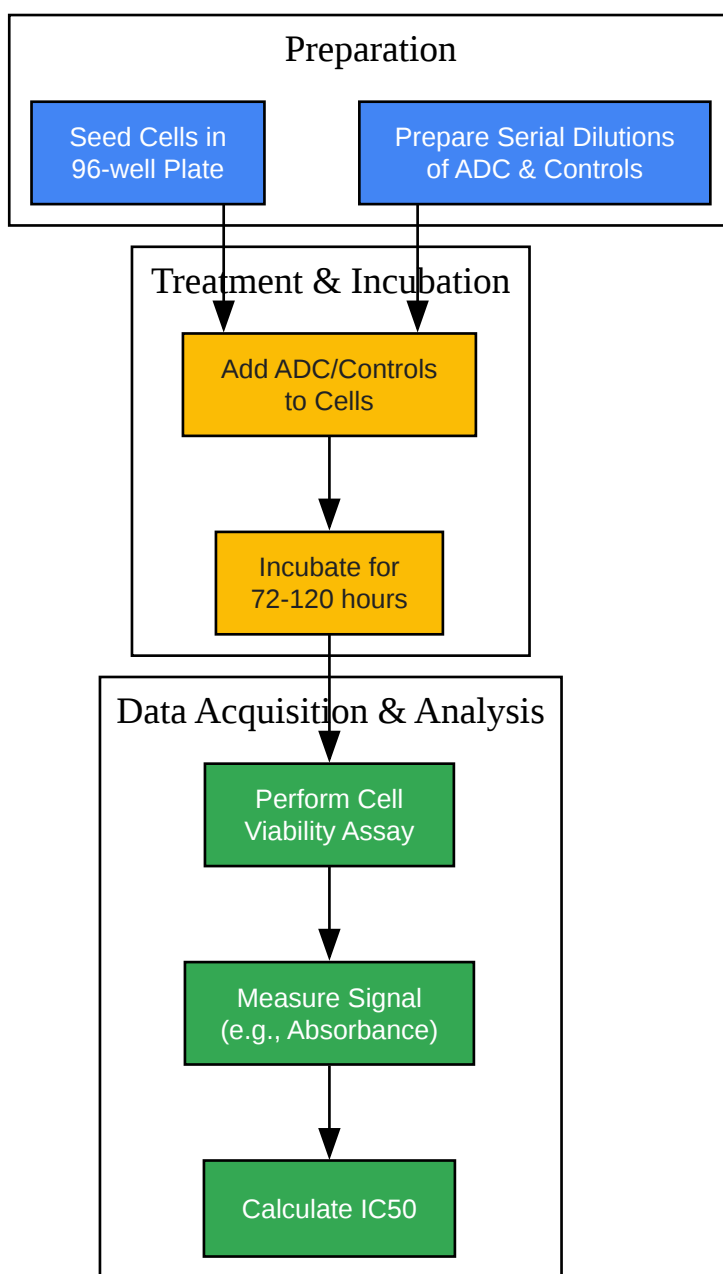 Preparation
Seed Cells in
96-well Plate
Prepare Serial Dilutions
of ADC & Controls
Treatment & Incubation
Add ADC/Controls
to Cells
Incubate for
72-120 hours
Data Acquisition & Analysis
Perform Cell
Viability Assay
Measure Signal
(e.g., Absorbance)
Calculate IC50